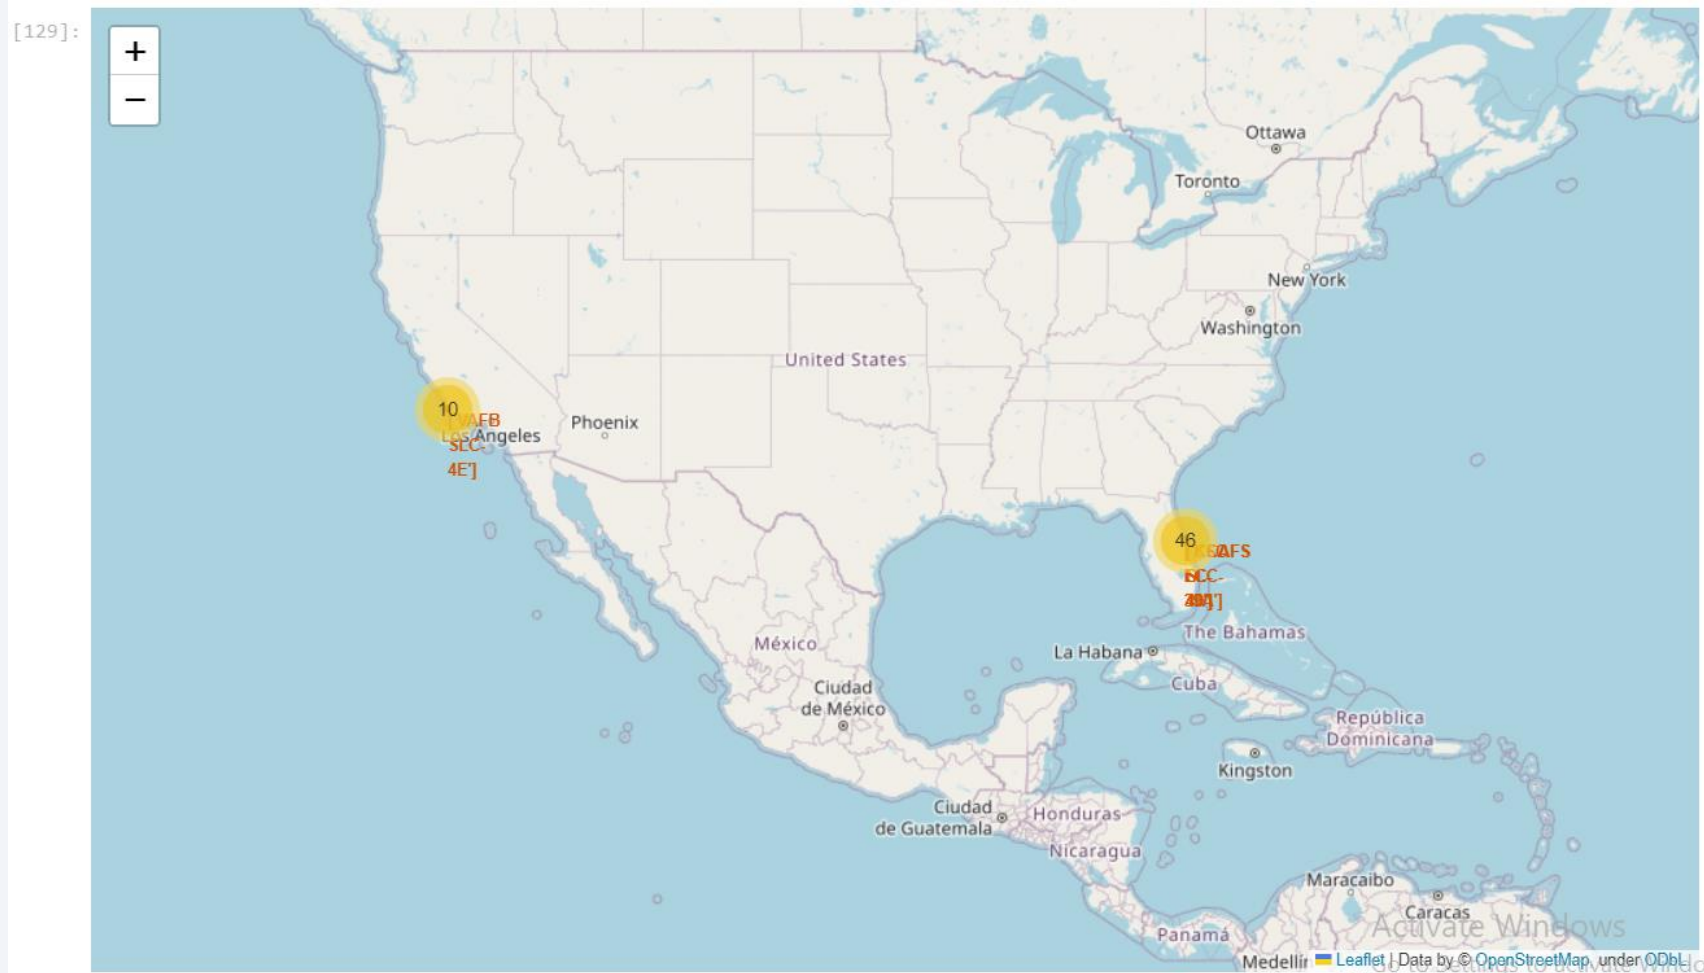 [129]:
+
−
Ottawa
Toronto
New York
Washington
United States
10
VAFB
Los Angeles
SLC-
4E']
Phoenix
46
The Bahamas
La Habana
Cuba
México
Ciudad
de México
República
Dominicana
Kingston
Ciudad
de Guatemala
Honduras
Nicaragua
Maracaibo
Caracas
Activate Windows
Panamá
Medellín
Leaflet | Data by © OpenStreetMap, under ODbL